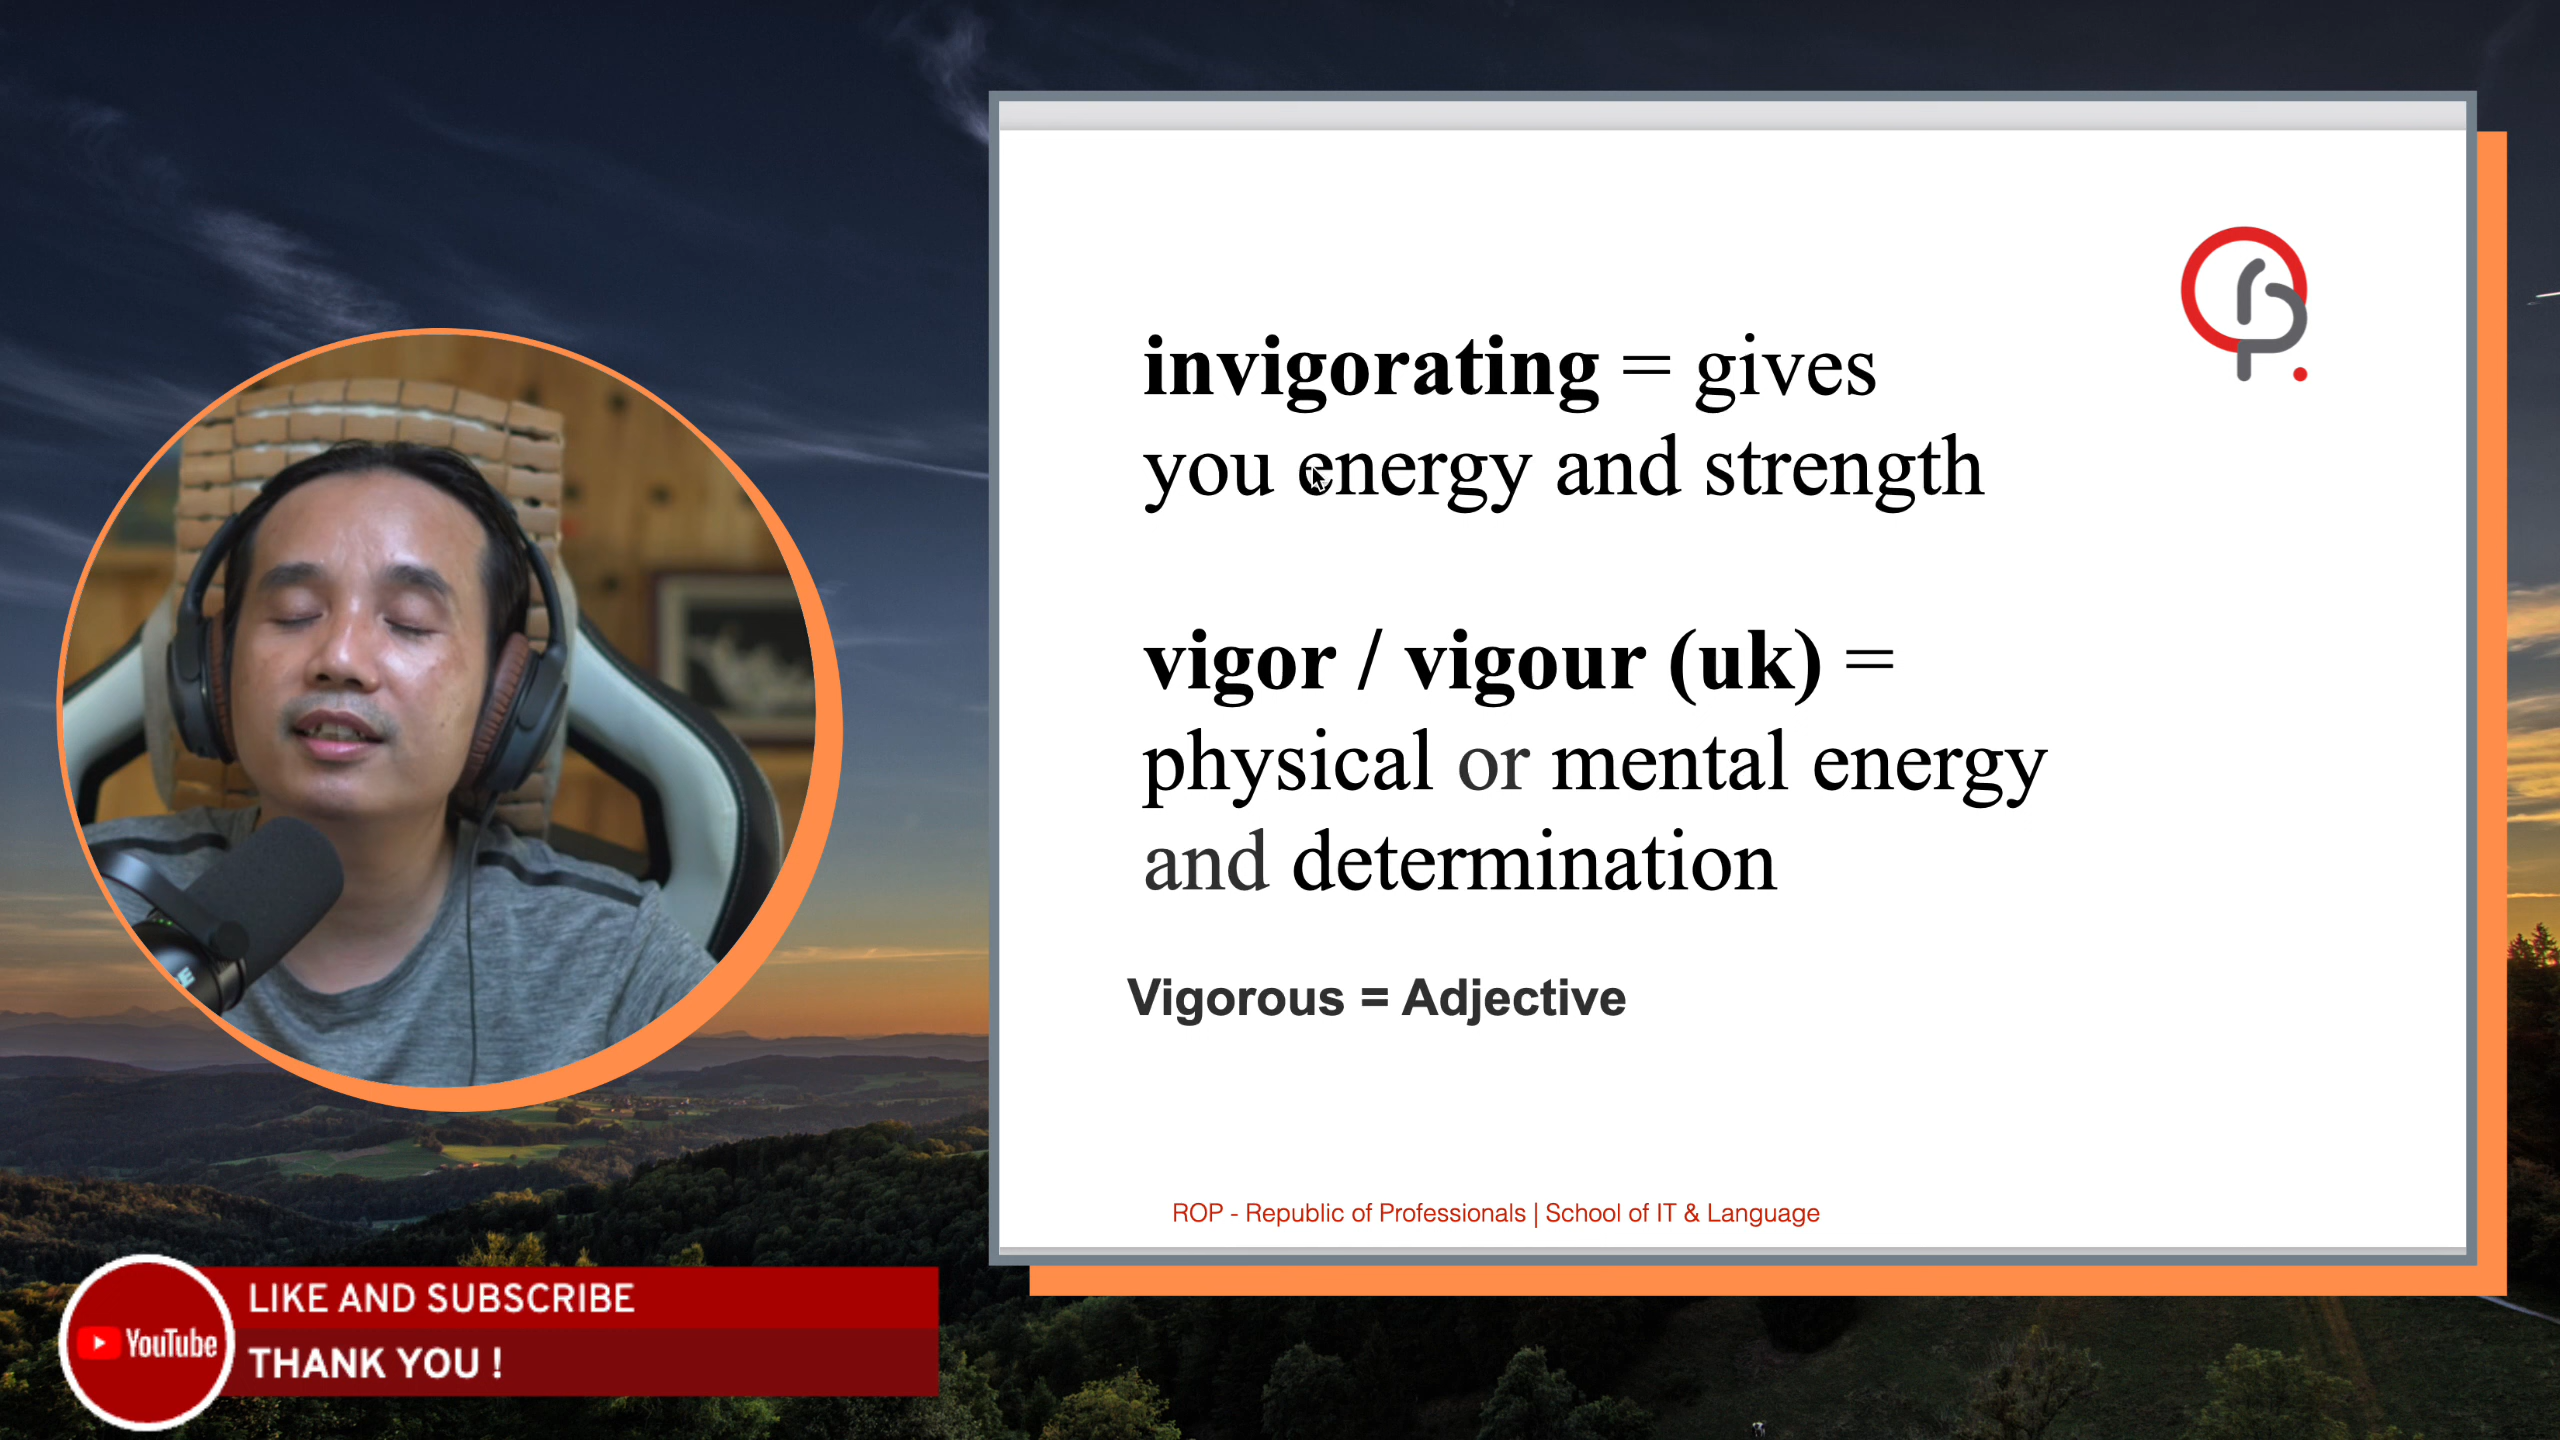 invigorating = gives
you energy and strength
vigor / vigour (uk) =
physical or mental energy
and determination
Vigorous = Adjective
ROP - Republic of Professionals | School of IT & Language
LIKE AND SUBSCRIBE
YouTube
THANK YOU !